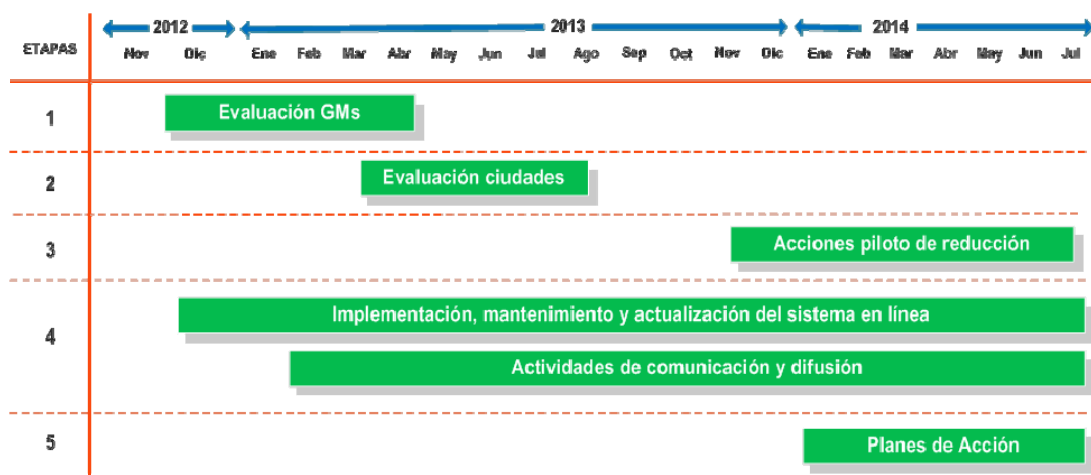 2012 2013 2014
ETAPAS Nov Dic Ene Feb Mar Abr May Jun Jul Ago Sep Oct Nov Dic Ene Feb Mar Abr May Jun Jul
1 Evaluación GMs
2 Evaluación ciudades
3 Acciones piloto de reducción
4 Implementación, mantenimiento y actualización del sistema en línea
Actividades de comunicación y difusión
5 Planes de Acción